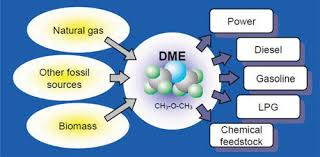 Natural gas
Other fossil
sources
Biomass
DME
CH₃-O-CH₃
Power
Diesel
Gasoline
LPG
Chemical
feedstock